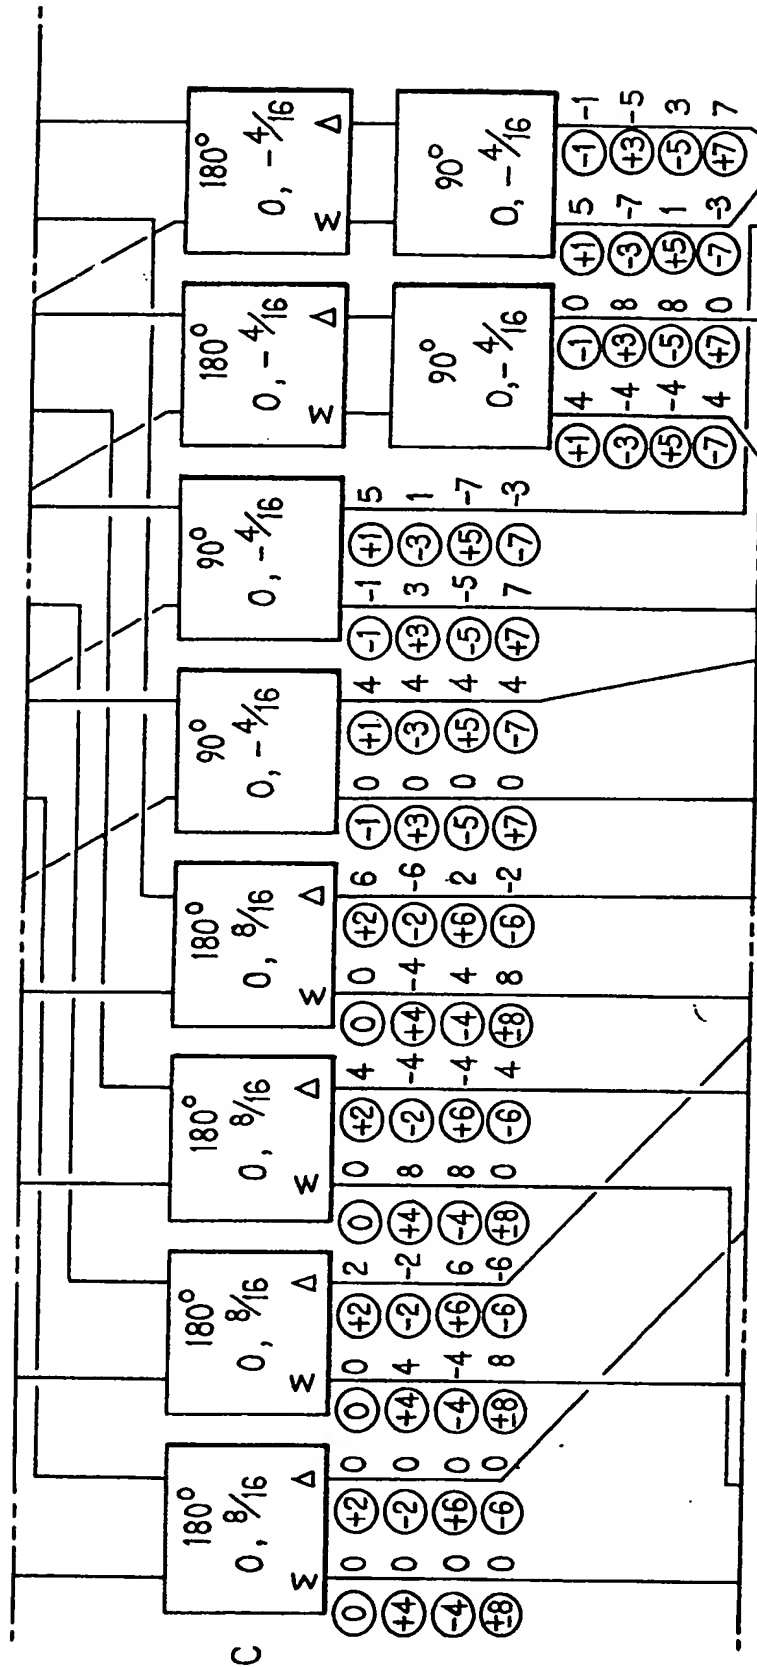 C
180°
0, 8/16
Σ Δ
0 0 +2 0
+4 0 -2 0
-4 0 +6 0
±8 0 -6 0
180°
0, 8/16
Σ Δ
0 0 +2 2
+4 4 -2 -2
-4 -4 +6 6
±8 8 -6 -6
180°
0, 8/16
Σ Δ
0 0 +2 4
+4 8 -2 -4
-4 8 +6 -4
±8 0 -6 4
180°
0, 8/16
Σ Δ
0 0 +2 6
+4 -4 -2 -6
-4 4 +6 2
±8 8 -6 -2
90°
0, -4/16
-1 0 +1 4
+3 0 -3 4
-5 0 +5 4
+7 0 -7 4
90°
0, -4/16
-1 -1 +1 5
+3 3 -3 1
-5 -5 +5 -7
+7 7 -7 -3
180°
0, -4/16
Σ Δ
90°
0, -4/16
+1 4 -1 0
-3 -4 +3 8
+5 -4 -5 8
-7 4 +7 0
180°
0, -4/16
Σ Δ
90°
0, -4/16
+1 5 -1 -1
-3 -7 +3 -5
+5 1 -5 3
-7 -3 +7 7